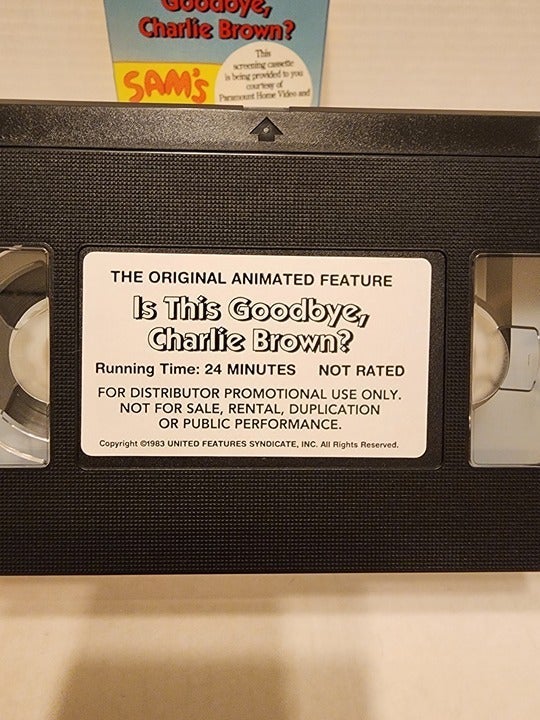 Goodbye,
Charlie Brown?
This
screening cassette
is being provided to you
courtesy of
Paramount Home Video and
SAM'S
THE ORIGINAL ANIMATED FEATURE
Is This Goodbye,
Charlie Brown?
Running Time: 24 MINUTES NOT RATED
FOR DISTRIBUTOR PROMOTIONAL USE ONLY.
NOT FOR SALE, RENTAL, DUPLICATION
OR PUBLIC PERFORMANCE.
Copyright ©1983 UNITED FEATURES SYNDICATE, INC. All Rights Reserved.